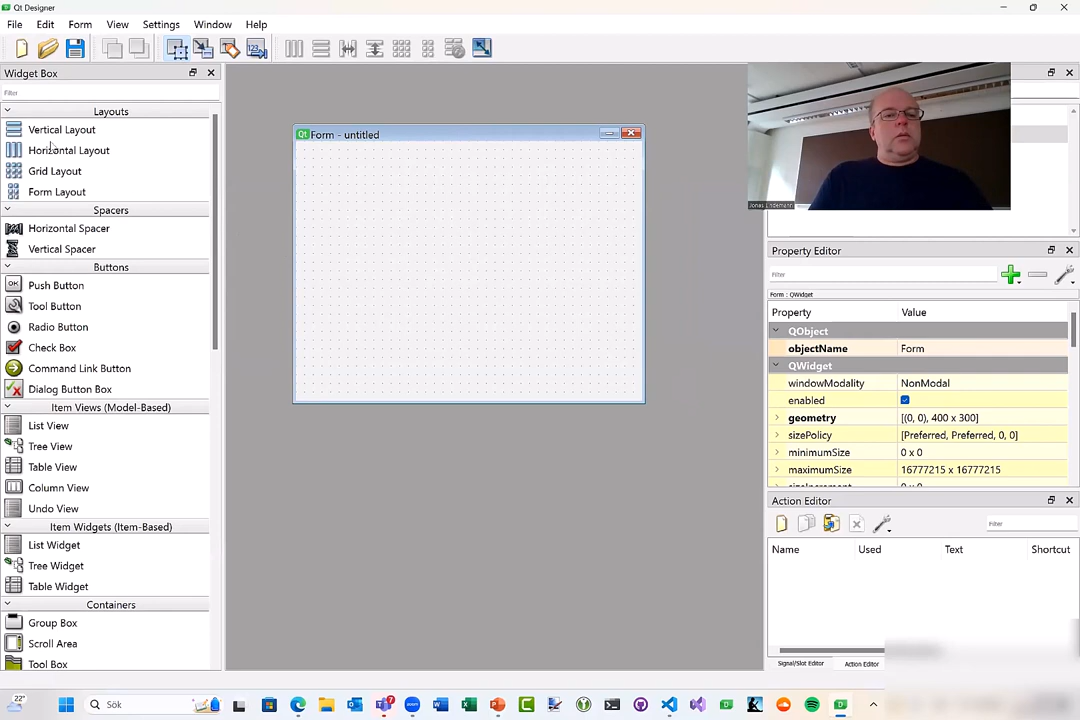 Qt Designer
File Edit Form View Settings Window Help
Widget Box
Filter
Layouts
Vertical Layout
Horizontal Layout
Grid Layout
Form Layout
Spacers
Horizontal Spacer
Vertical Spacer
Buttons
Push Button
Tool Button
Radio Button
Check Box
Command Link Button
Dialog Button Box
Item Views (Model-Based)
List View
Tree View
Table View
Column View
Undo View
Item Widgets (Item-Based)
List Widget
Tree Widget
Table Widget
Containers
Group Box
Scroll Area
Tool Box
Form - untitled
Jonas Lindemann
Property Editor
Filter
Form : QWidget
Property Value
QObject
objectName Form
QWidget
windowModality NonModal
enabled
geometry [(0, 0), 400 x 300]
sizePolicy [Preferred, Preferred, 0, 0]
minimumSize 0 x 0
maximumSize 16777215 x 16777215
sizeIncrement 0 x 0
Action Editor
Filter
Name Used Text Shortcut
Signal/Slot Editor Action Editor
22°
Sök